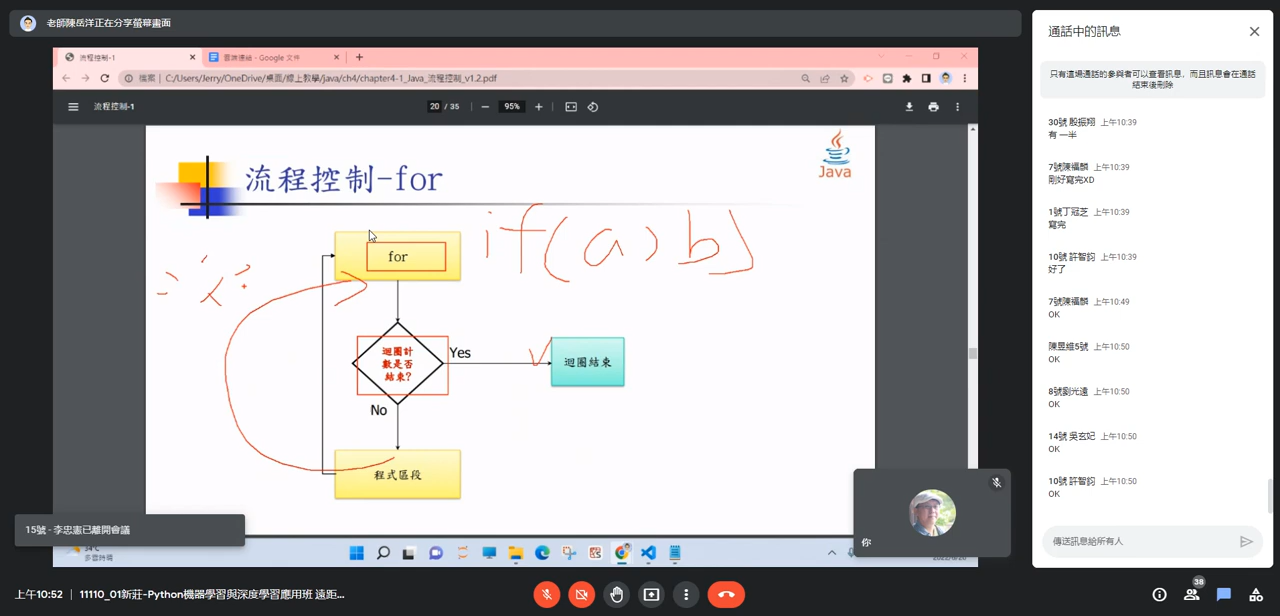 老師陳岳洋正在分享螢幕畫面
流程控制-1
雲端連結 - Google 文件
檔案 | C:/Users/Jerry/OneDrive/桌面/線上教學/java/ch4/chapter4-1_Java_流程控制_v1.2.pdf
流程控制-1
20 / 35
95%
流程控制-for
Java
if(a>b)
for
迴圈計
數是否
結束?
Yes
迴圈結束
No
程式區段
15號 - 李忠憲已離開會議
34°C
多雲時晴
你
通話中的訊息
只有這場通話的參與者可以查看訊息，而且訊息會在通話
結束後刪除
30號 殷振翔 上午10:39
有 一半
7號陳福麟 上午10:39
剛好寫完XD
1號丁冠芝 上午10:39
寫完
10號 許智鈞 上午10:39
好了
7號陳福麟 上午10:49
OK
陳昱維5號 上午10:50
OK
8號劉光遠 上午10:50
OK
14號 吳玄妃 上午10:50
OK
10號 許智鈞 上午10:50
OK
傳送訊息給所有人
上午10:52 | 11110_01新莊-Python機器學習與深度學習應用班 遠距...
38